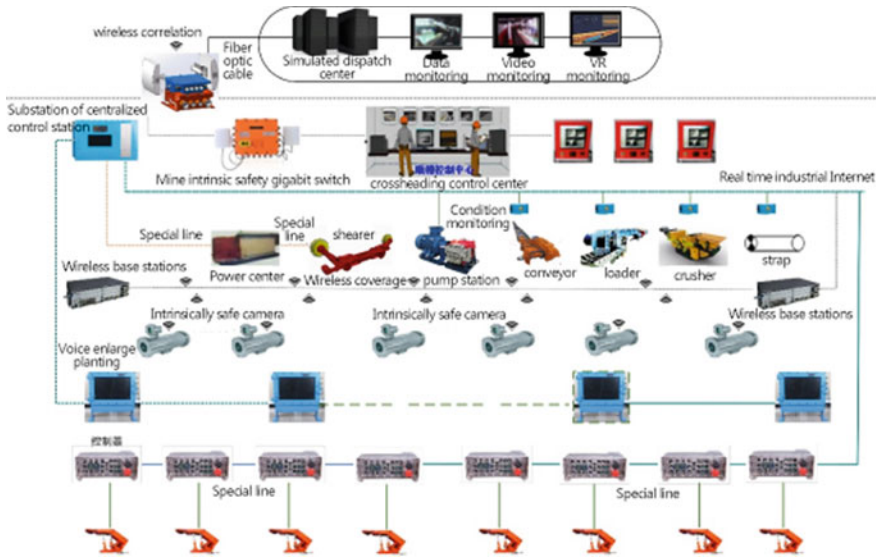 wireless correlation
Fiber
optic
cable
Simulated dispatch
center
Data
monitoring
Video
monitoring
VR
monitoring
Substation of centralized
control station
Mine intrinsic safety gigabit switch
crossheading control center
Real time industrial Internet
Condition
monitoring
Special line
Special
line
shearer
Power center
Wireless coverage
pump station
conveyor
loader
crusher
strap
Wireless base stations
Wireless base stations
Intrinsically safe camera
Intrinsically safe camera
Voice enlarge
planting
控制器
Special line
Special line